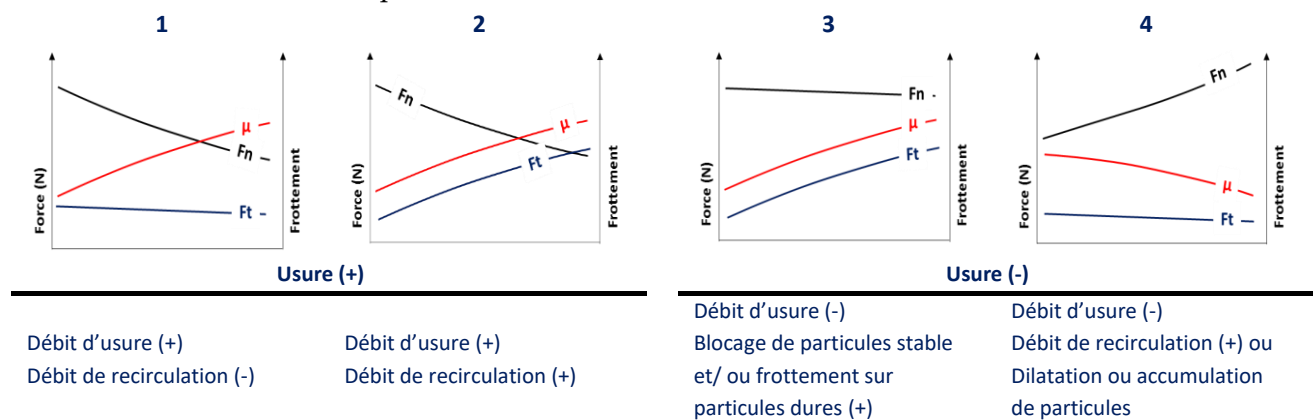 1
2
3
4
Force (N)
Fn
μ
Ft
Frottement
Force (N)
Fn
μ
Ft
Frottement
Force (N)
Fn
μ
Ft
Frottement
Force (N)
Fn
μ
Ft
Frottement
Usure (+)
Usure (-)
Débit d’usure (+)
Débit de recirculation (-)
Débit d’usure (+)
Débit de recirculation (+)
Débit d’usure (-)
Blocage de particules stable
et/ ou frottement sur
particules dures (+)
Débit d’usure (-)
Débit de recirculation (+) ou
Dilatation ou accumulation
de particules